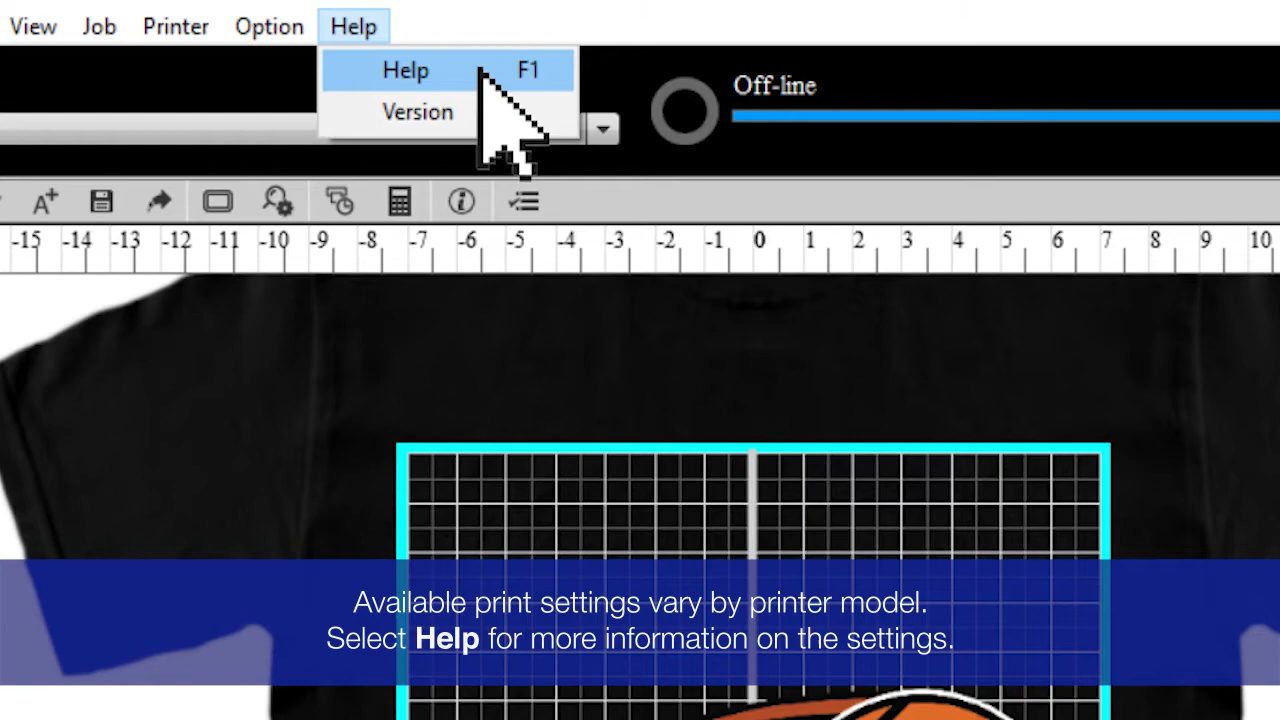 View Job Printer Option Help
Help F1
Version
Off-line
A+
-15 -14 -13 -12 -11 -10 -9 -8 -7 -6 -5 -4 -3 -2 -1 0 1 2 3 4 5 6 7 8 9 10
Available print settings vary by printer model.
Select Help for more information on the settings.